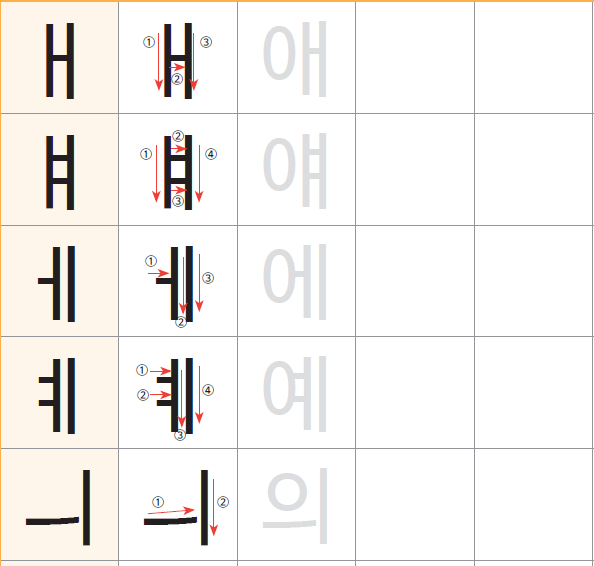 ㅐ ① ② ③ 애
ㅒ ① ② ③ ④ 얘
ㅔ ① ② ③ 에
ㅖ ① ② ③ ④ 예
ㅢ ① ② 의